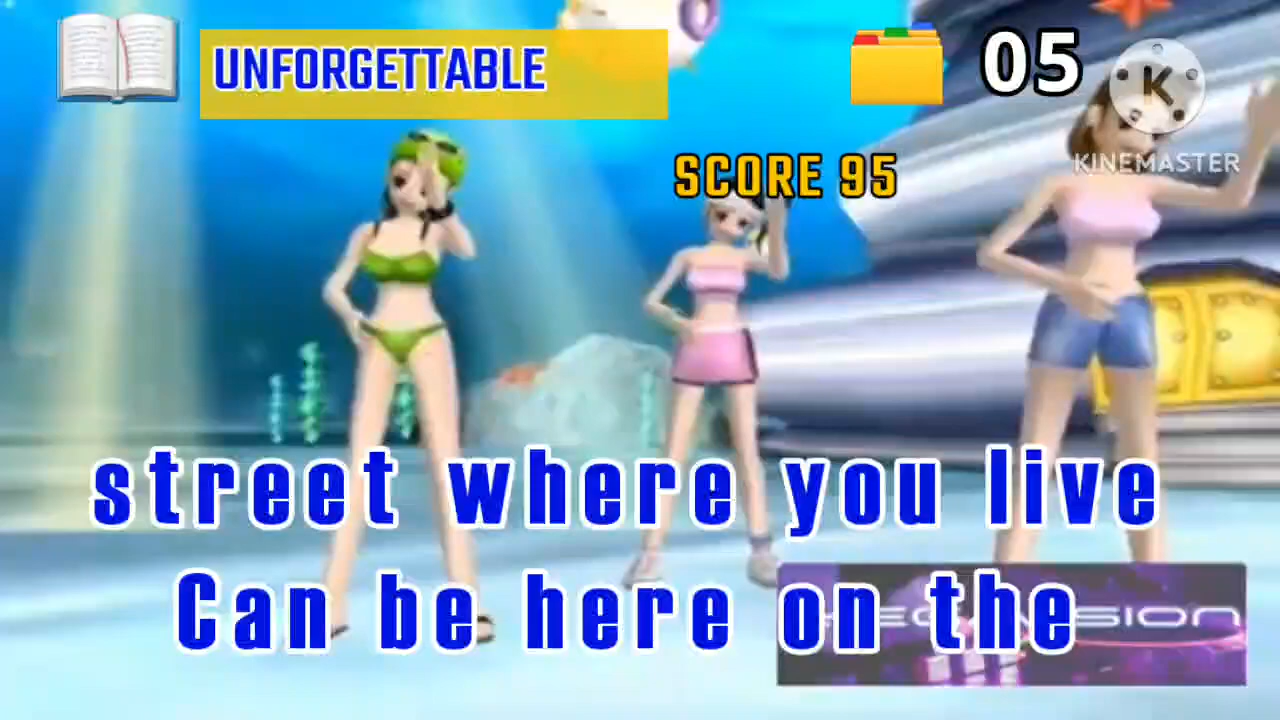 UNFORGETTABLE
05
K
KINEMASTER
SCORE 95
street where you live
Can be here on the